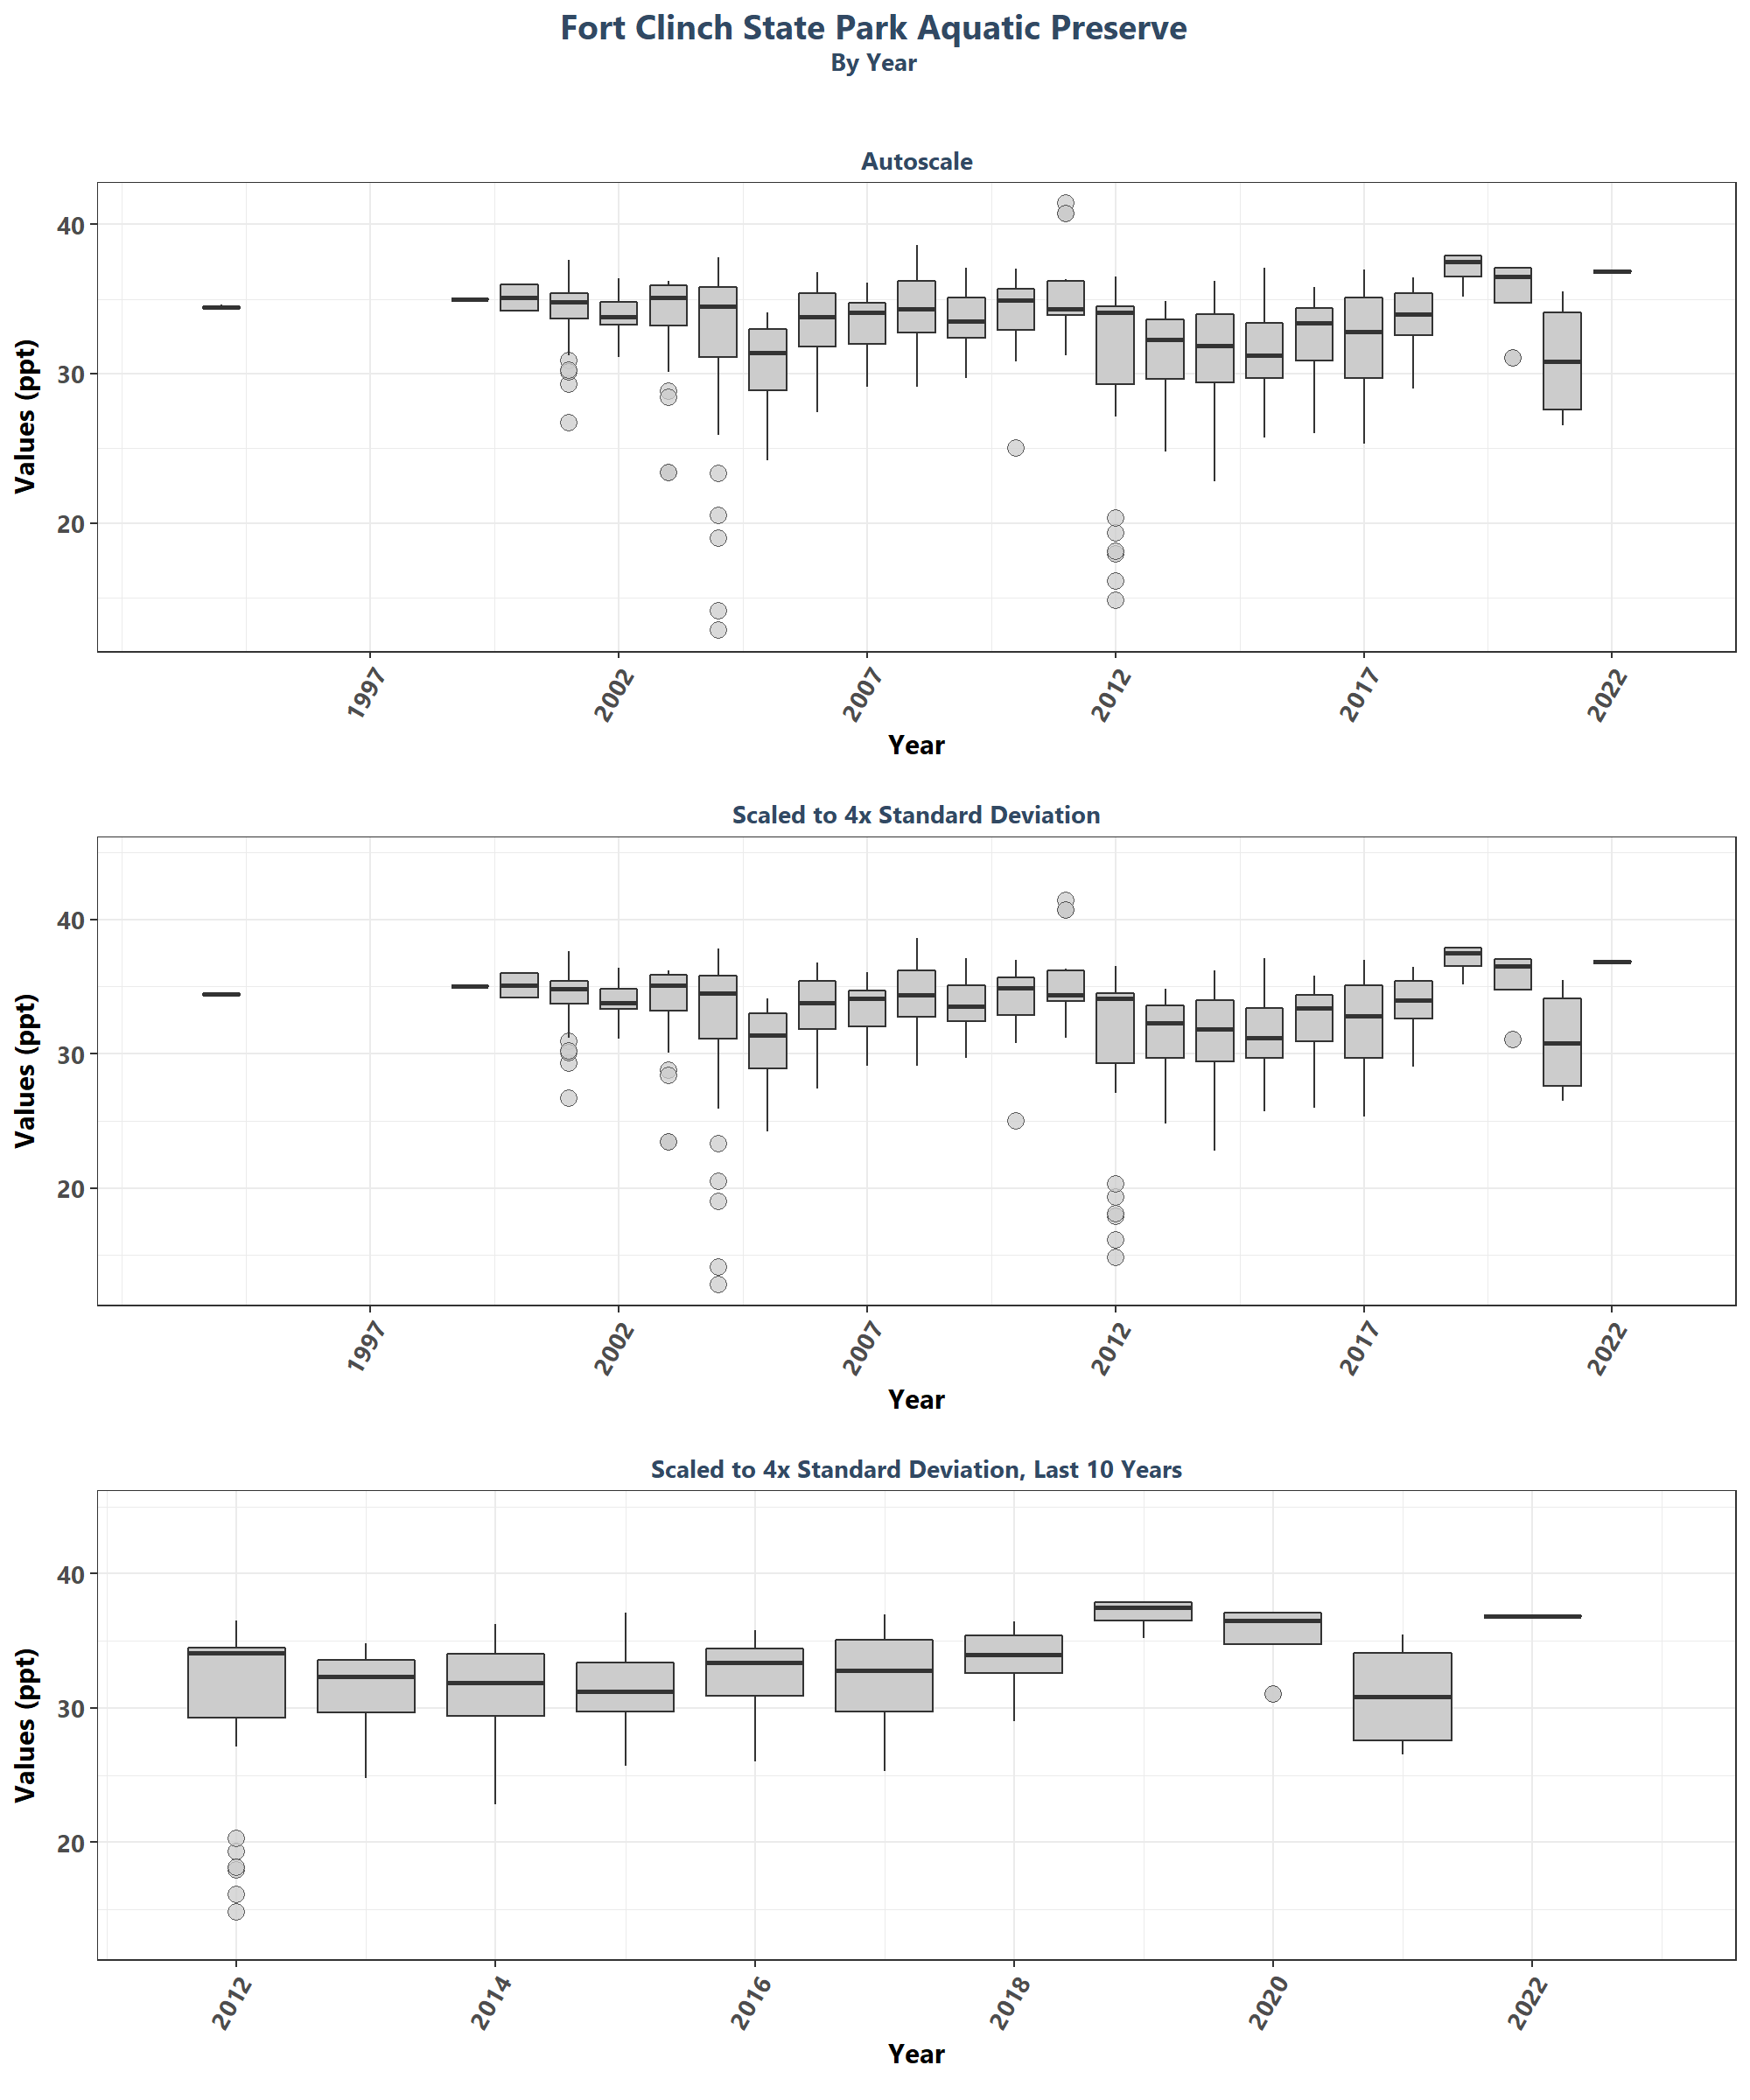 Fort Clinch State Park Aquatic Preserve
By Year
Autoscale
Values (ppt)
40
30
20
1997
2002
2007
2012
2017
2022
Year
Scaled to 4x Standard Deviation
Values (ppt)
40
30
20
1997
2002
2007
2012
2017
2022
Year
Scaled to 4x Standard Deviation, Last 10 Years
Values (ppt)
40
30
20
2012
2014
2016
2018
2020
2022
Year